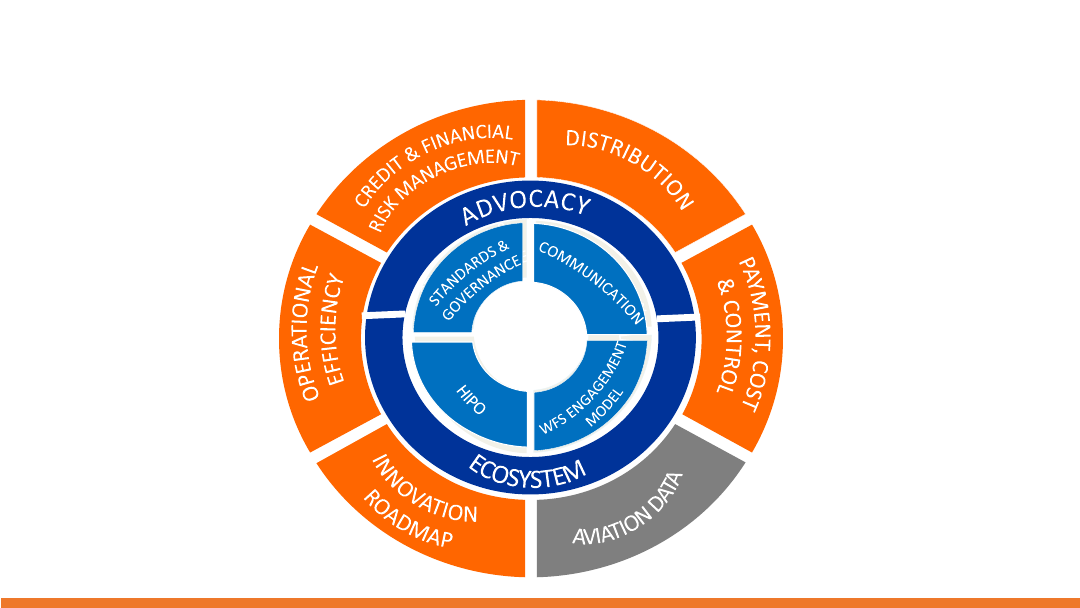 CREDIT & FINANCIAL
RISK MANAGEMENT
DISTRIBUTION
PAYMENT, COST
& CONTROL
AVIATION DATA
INNOVATION
ROADMAP
OPERATIONAL
EFFICIENCY
ADVOCACY
ECOSYSTEM
STANDARDS &
GOVERNANCE
COMMUNICATION
WFS ENGAGEMENT
MODEL
HIPO